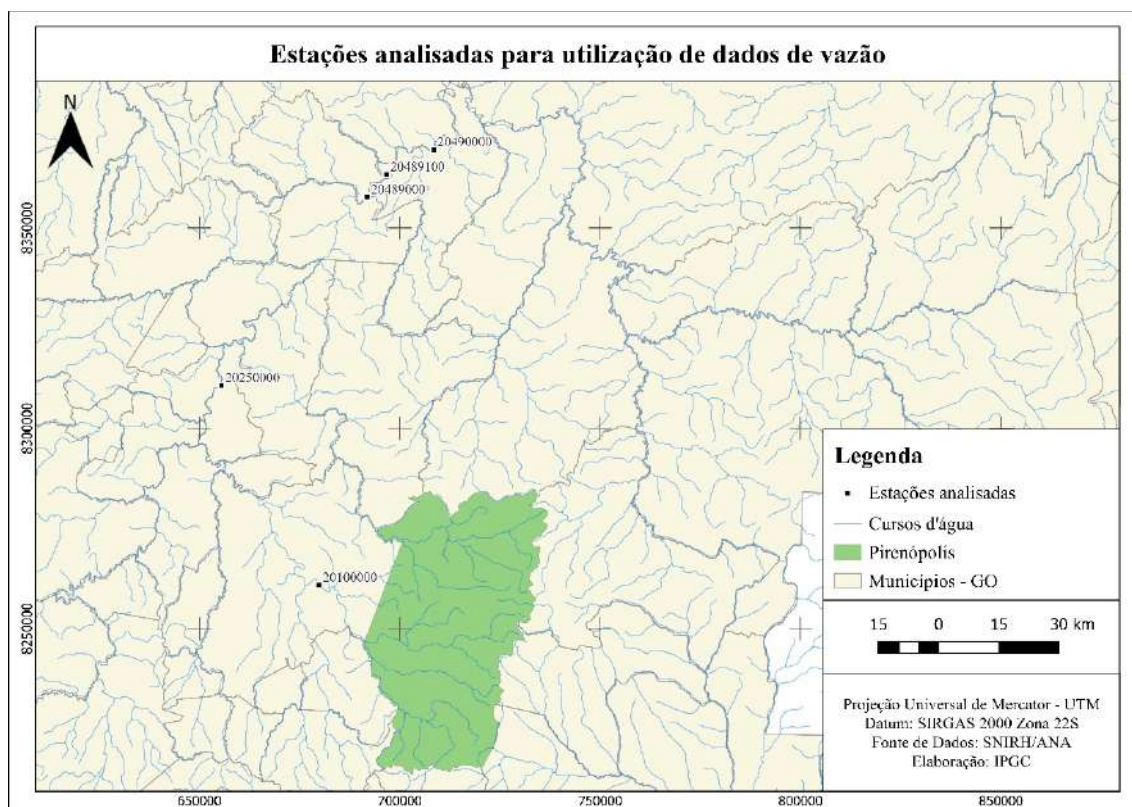 Estações analisadas para utilização de dados de vazão
N
20490000
20489100
20489000
8350000
20250000
8300000
20100000
8250000
Legenda
Estações analisadas
Cursos d'água
Pirenópolis
Municípios - GO
15 0 15 30 km
Projeção Universal de Mercator - UTM
Datum: SIRGAS 2000 Zona 22S
Fonte de Dados: SNIRH/ANA
Elaboração: IPGC
650000 700000 750000 800000 850000